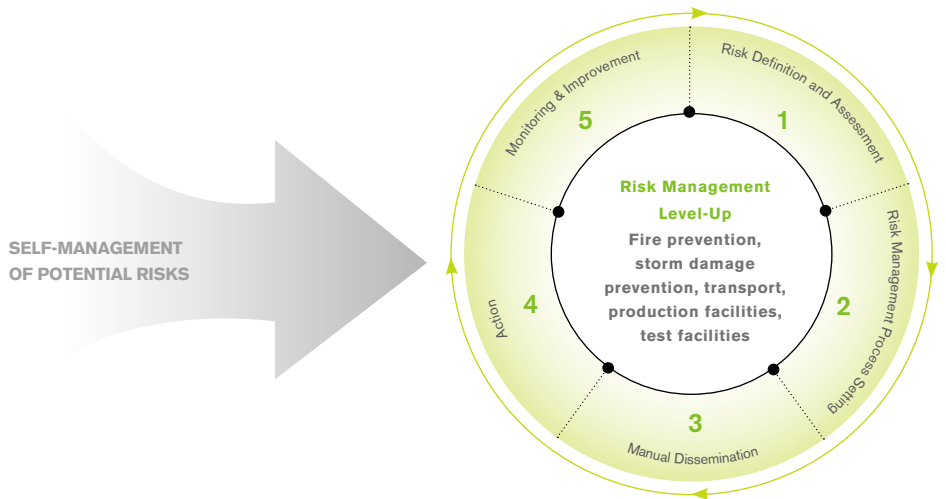 SELF-MANAGEMENT
OF POTENTIAL RISKS
Risk Definition and Assessment
1
Risk Management Process Setting
2
3
Manual Dissemination
4
Action
5
Monitoring & Improvement
Risk Management
Level-Up
Fire prevention,
storm damage
prevention, transport,
production facilities,
test facilities